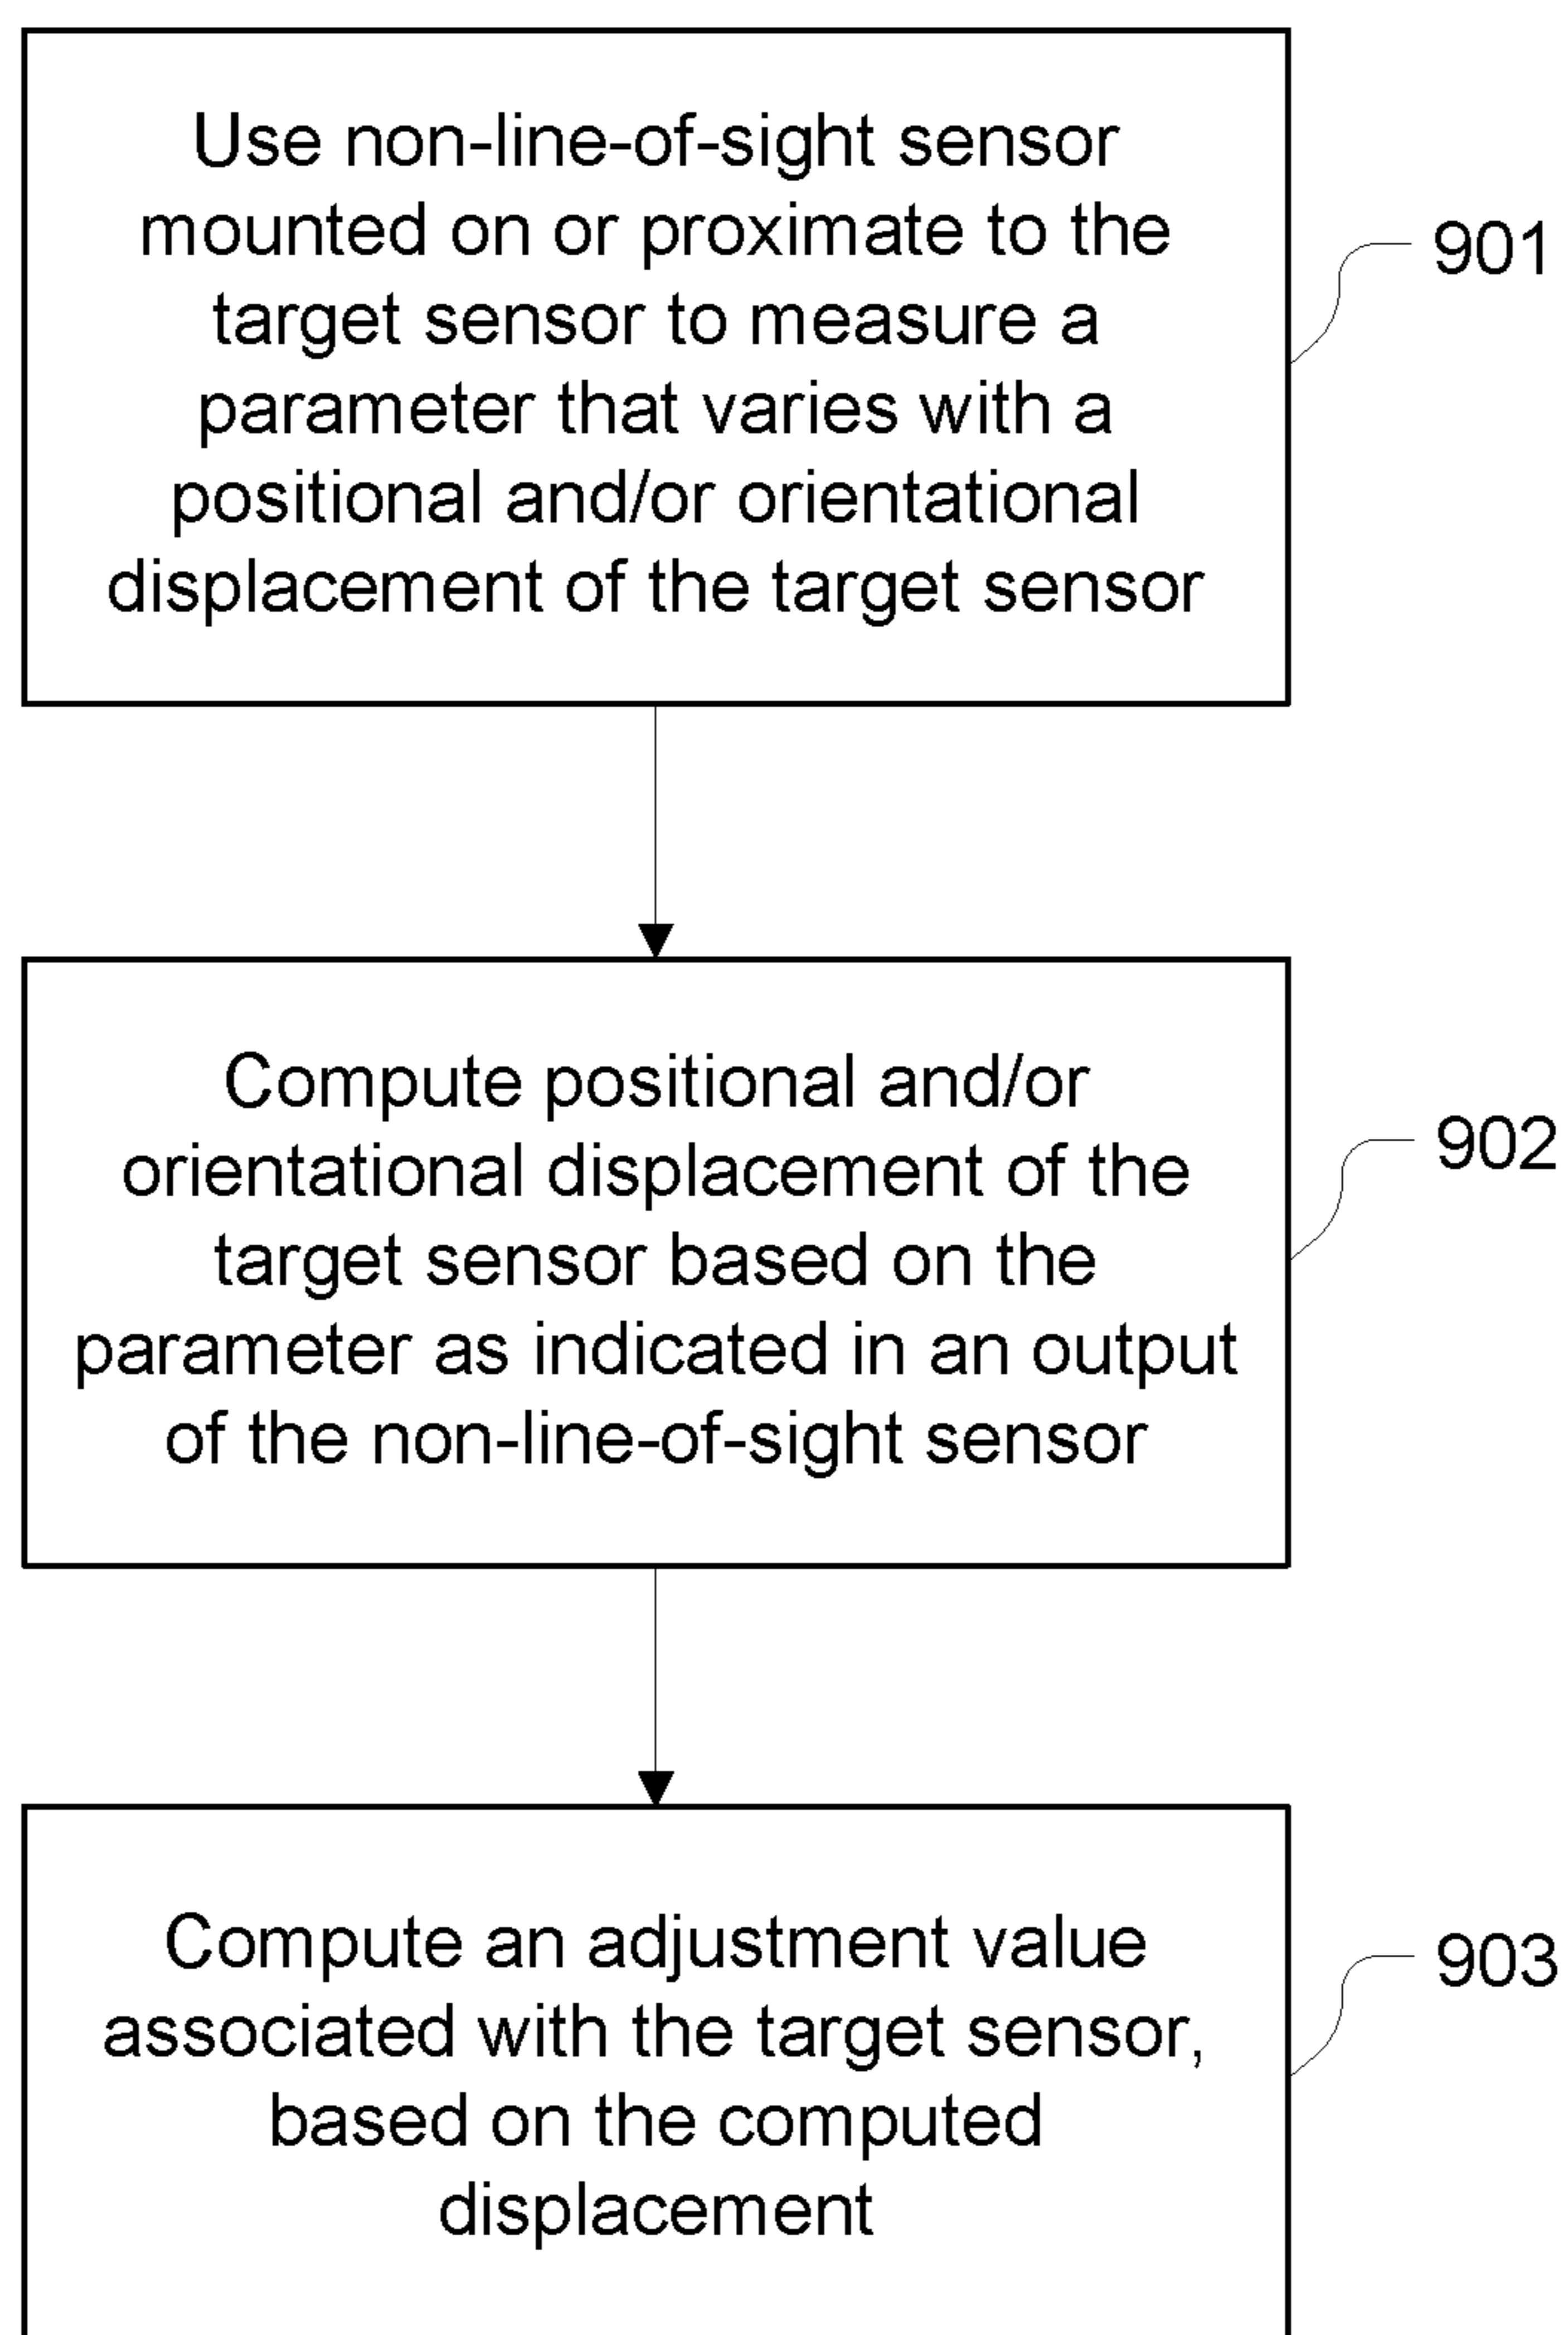 Use non-line-of-sight sensor
mounted on or proximate to the
target sensor to measure a
parameter that varies with a
positional and/or orientational
displacement of the target sensor
901
Compute positional and/or
orientational displacement of the
target sensor based on the
parameter as indicated in an output
of the non-line-of-sight sensor
902
Compute an adjustment value
associated with the target sensor,
based on the computed
displacement
903